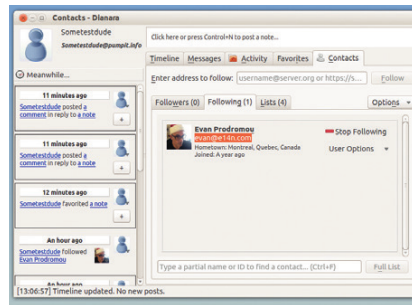 Contacts - Dianara
Sometestdude
Sometestdude@pumpit.info
Click here or press Control+N to post a note...
Timeline Messages Activity Favorites Contacts
Meanwhile...
Enter address to follow: username@server.org or https://s... Follow
Followers (0) Following (1) Lists (4) Options
11 minutes ago
Sometestdude posted a
comment in reply to a note
+
11 minutes ago
Sometestdude posted a
comment in reply to a note
+
12 minutes ago
Sometestdude favorited a note
+
An hour ago
Sometestdude followed
Evan Prodromou
An hour ago
Evan Prodromou
evan@e14n.com
Hometown: Montreal, Quebec, Canada
Joined: A year ago
Stop Following
User Options
Type a partial name or ID to find a contact... (Ctrl+F) Full List
[13:06:57] Timeline updated. No new posts.